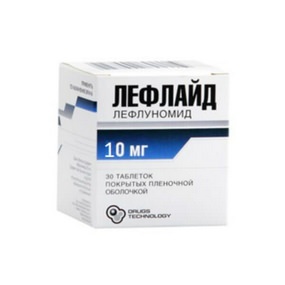 ЛЕФЛАЙД
ЛЕФЛУНОМИД
10 мг
30 ТАБЛЕТОК
ПОКРЫТЫХ ПЛЕНОЧНОЙ
ОБОЛОЧКОЙ
DRUGS
TECHNOLOGY